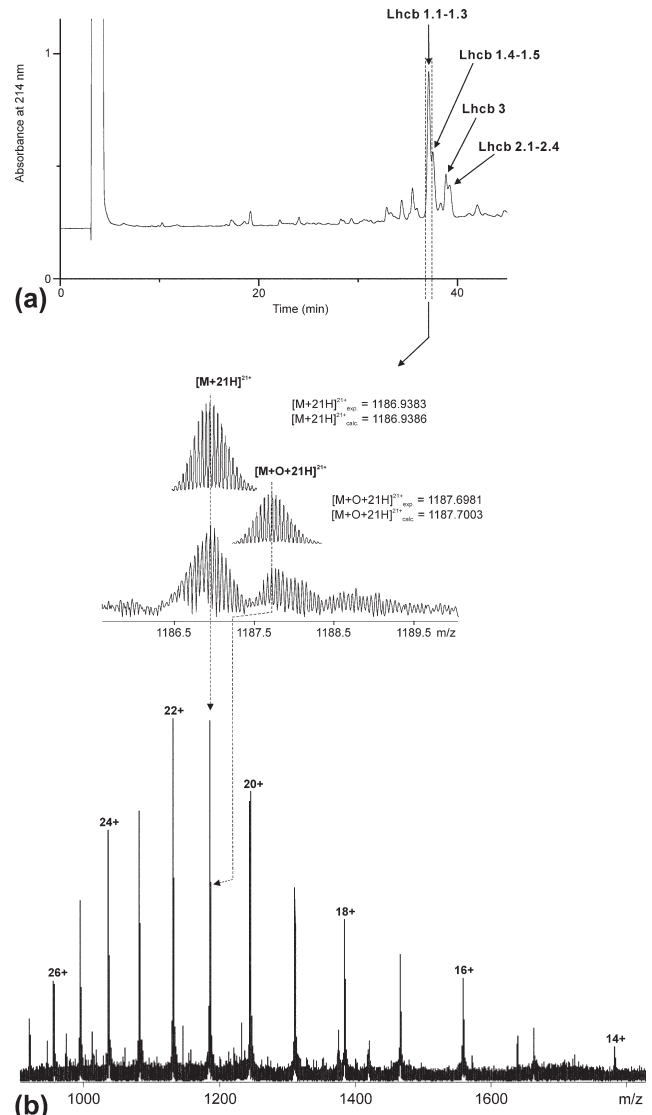 Lhcb 1.1-1.3
1
Lhcb 1.4-1.5
Absorbance at 214 nm
Lhcb 3
Lhcb 2.1-2.4
0
0
20
40
(a)
Time (min)
[M+21H]²¹⁺
[M+21H]²¹⁺exp. = 1186.9383
[M+21H]²¹⁺calc. = 1186.9386
[M+O+21H]²¹⁺
[M+O+21H]²¹⁺exp. = 1187.6981
[M+O+21H]²¹⁺calc. = 1187.7003
1186.5 1187.5 1188.5 1189.5 m/z
22+
20+
24+
18+
26+
16+
14+
1000 1200 1400 1600 m/z
(b)